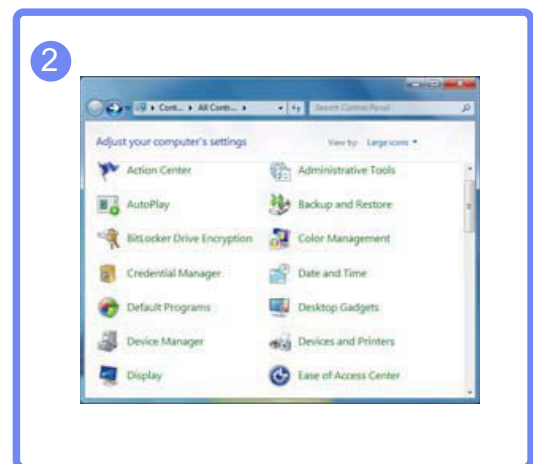 2
Cont... All Contr... Search Control Panel
Adjust your computer's settings View by: Large icons
Action Center Administrative Tools
AutoPlay Backup and Restore
BitLocker Drive Encryption Color Management
Credential Manager Date and Time
Default Programs Desktop Gadgets
Device Manager Devices and Printers
Display Ease of Access Center